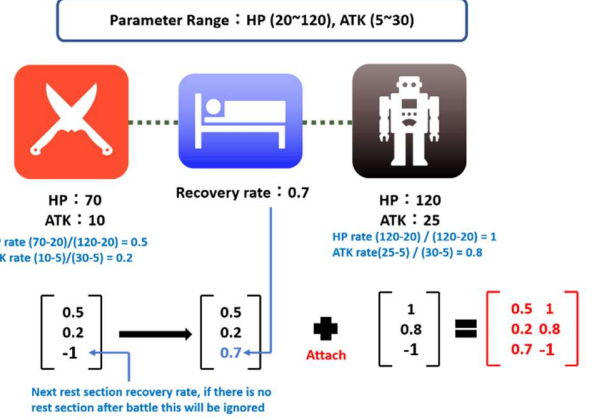 Parameter Range：HP (20~120), ATK (5~30)
HP：70
ATK：10
rate (70-20)/(120-20) = 0.5
rate (10-5)/(30-5) = 0.2
Recovery rate：0.7
HP：120
ATK：25
HP rate (120-20) / (120-20) = 1
ATK rate(25-5) / (30-5) = 0.8
0.5
0.2
-1
0.5
0.2
0.7
Attach
1
0.8
-1
0.5 1
0.2 0.8
0.7 -1
Next rest section recovery rate, if there is no
rest section after battle this will be ignored